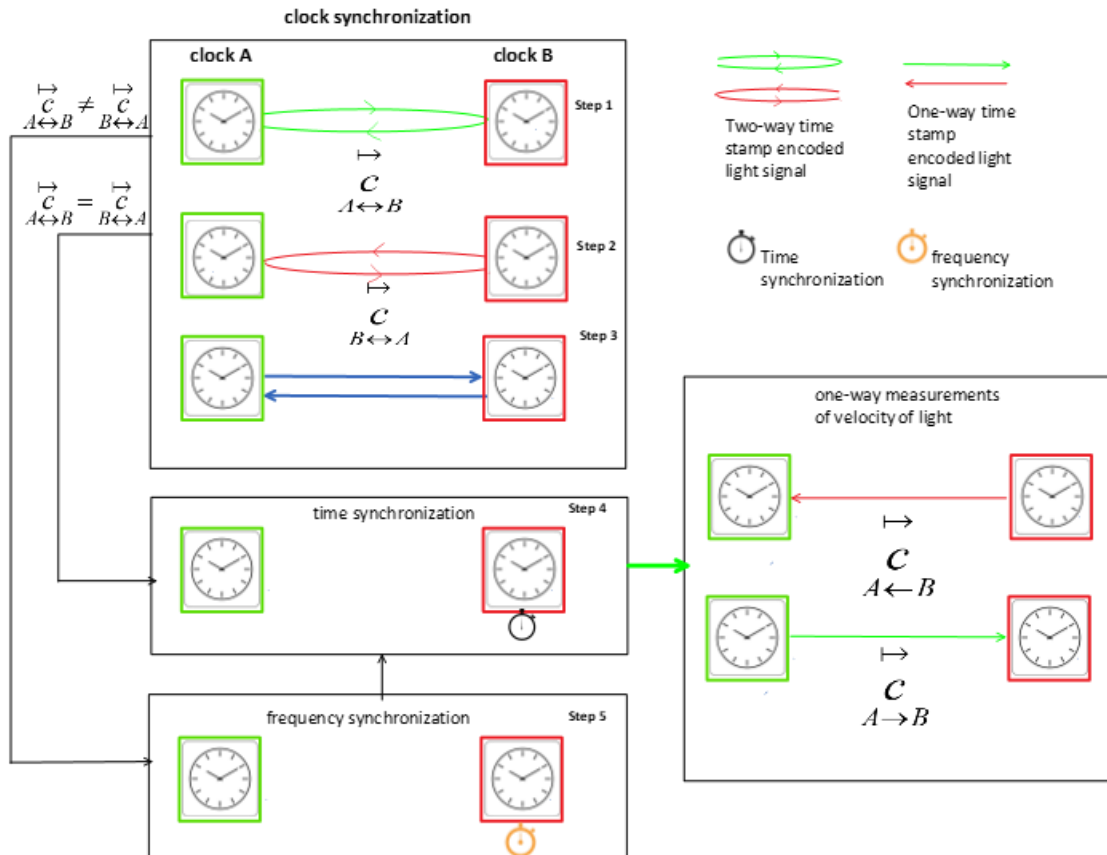 clock synchronization
clock A
clock B
Step 1
c
A↔B
≠
c
B↔A
c
A↔B
=
c
B↔A
c
A↔B
Step 2
c
B↔A
Step 3
Two-way time
stamp encoded
light signal
One-way time
stamp
encoded light
signal
Time
synchronization
frequency
synchronization
time synchronization
Step 4
frequency synchronization
Step 5
one-way measurements
of velocity of light
c
A←B
c
A→B